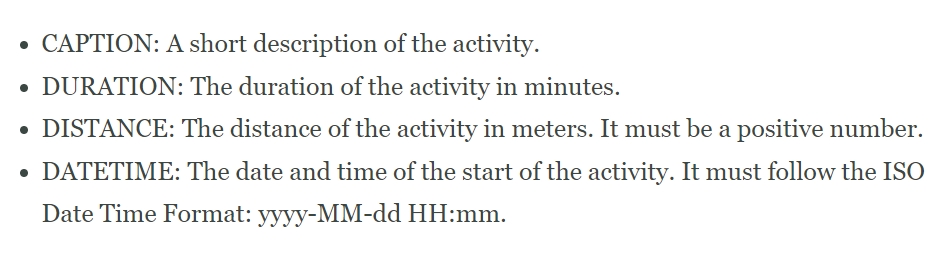 • CAPTION: A short description of the activity.
• DURATION: The duration of the activity in minutes.
• DISTANCE: The distance of the activity in meters. It must be a positive number.
• DATETIME: The date and time of the start of the activity. It must follow the ISO
Date Time Format: yyyy-MM-dd HH:mm.